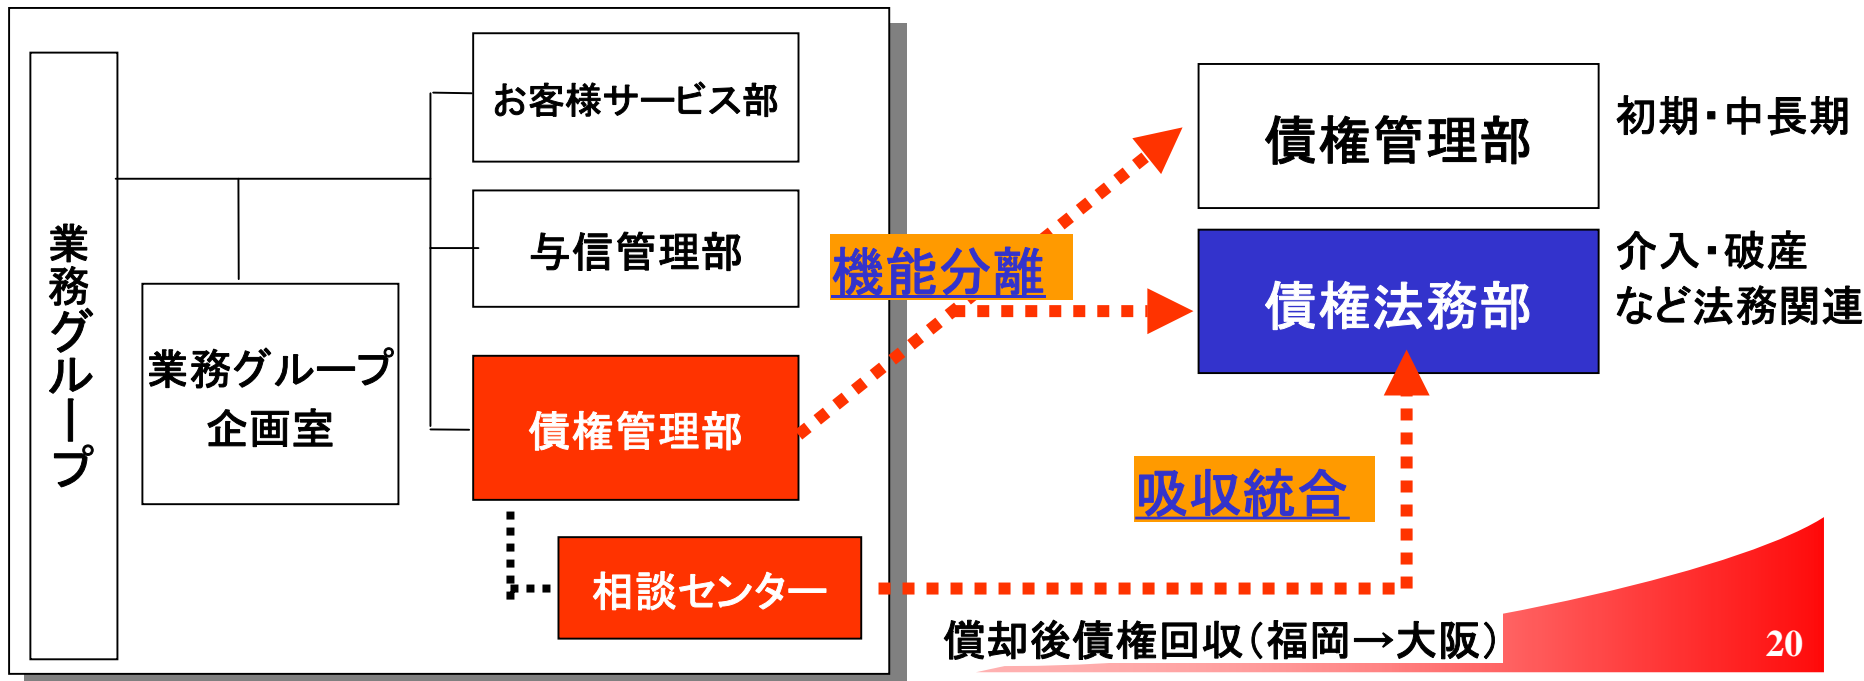 業務グループ
業務グループ
企画室
お客様サービス部
与信管理部
債権管理部
相談センター
機能分離
吸収統合
債権管理部
初期・中長期
債権法務部
介入・破産
など法務関連
償却後債権回収（福岡→大阪）
20